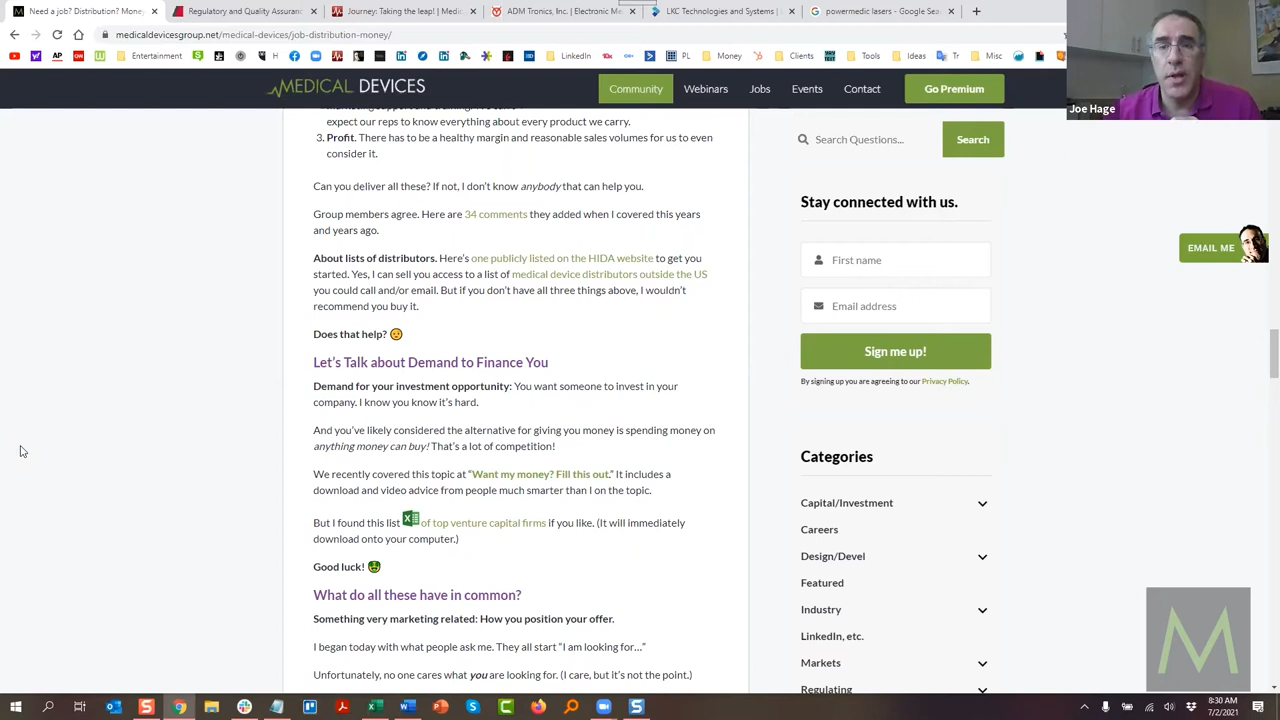 Need a job? Distribution? Money?
Regulatory and Quality Assuranc
Journey: Taking the leap! | Medic
ADM Tronics, Inc. | Electronic Me
LKC Technologies and Contract
powermedic lasers - Google Sea
medicaldevicesgroup.net/medical-devices/job-distribution-money/
Entertainment
LinkedIn
PL
Money
Clients
Tools
Ideas
Tr
Misc
MEDICAL DEVICES
Community
Webinars
Jobs
Events
Contact
Go Premium
Joe Hage
expect our reps to know everything about every product we carry.
3. Profit. There has to be a healthy margin and reasonable sales volumes for us to even
consider it.
Can you deliver all these? If not, I don't know anybody that can help you.
Group members agree. Here are 34 comments they added when I covered this years
and years ago.
About lists of distributors. Here's one publicly listed on the HIDA website to get you
started. Yes, I can sell you access to a list of medical device distributors outside the US
you could call and/or email. But if you don't have all three things above, I wouldn't
recommend you buy it.
Does that help?
Let's Talk about Demand to Finance You
Demand for your investment opportunity: You want someone to invest in your
company. I know you know it's hard.
And you've likely considered the alternative for giving you money is spending money on
anything money can buy! That's a lot of competition!
We recently covered this topic at "Want my money? Fill this out." It includes a
download and video advice from people much smarter than I on the topic.
But I found this list of top venture capital firms if you like. (It will immediately
download onto your computer.)
Good luck!
What do all these have in common?
Something very marketing related: How you position your offer.
I began today with what people ask me. They all start "I am looking for…"
Unfortunately, no one cares what you are looking for. (I care, but it's not the point.)
Search Questions...
Search
Stay connected with us.
First name
Email address
Sign me up!
By signing up you are agreeing to our Privacy Policy.
EMAIL ME
Categories
Capital/Investment
Careers
Design/Devel
Featured
Industry
LinkedIn, etc.
Markets
Regulating
M
8:30 AM
7/2/2021